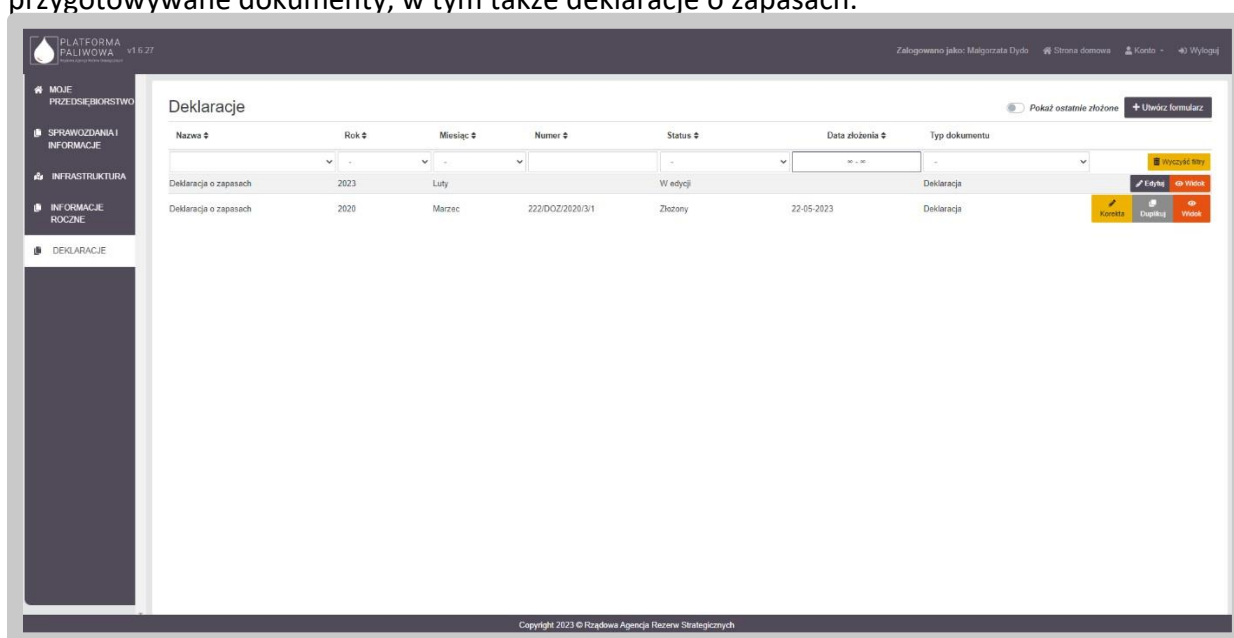 przygotowywane dokumenty, w tym także deklaracje o zapasach.
PLATFORMA
PALIWOWA v1.6.27
Zalogowano jako: Małgorzata Dydo Strona domowa Konto Wyloguj
MOJE
PRZEDSIĘBIORSTWO
SPRAWOZDANIA I
INFORMACJE
INFRASTRUKTURA
INFORMACJE
ROCZNE
DEKLARACJE
Deklaracje
Pokaż ostatnie złożone + Utwórz formularz
Nazwa Rok Miesiąc Numer Status Data złożenia Typ dokumentu
- - - ∞ - ∞ - Wyczyść filtry
Deklaracja o zapasach 2023 Luty W edycji Deklaracja Edytuj Widok
Deklaracja o zapasach 2020 Marzec 222/DOZ/2020/3/1 Złożony 22-05-2023 Deklaracja Korekta Duplikuj Widok
Copyright 2023 © Rządowa Agencja Rezerw Strategicznych